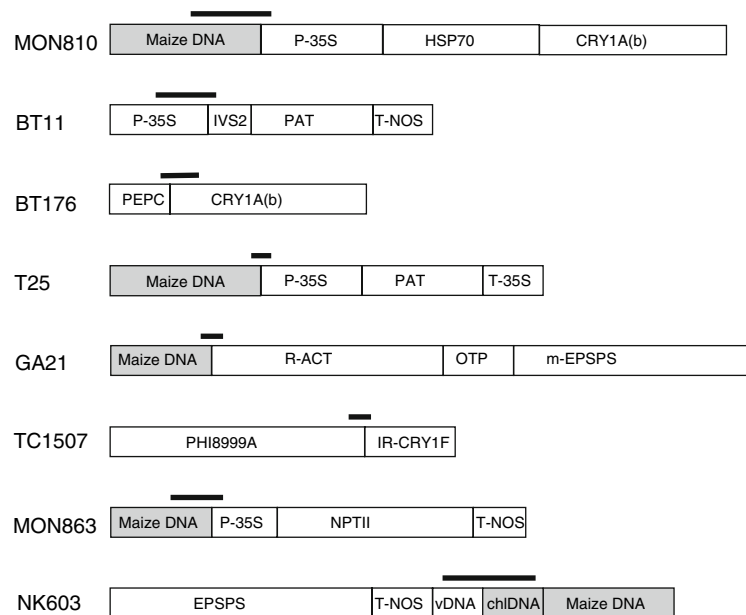 MON810 Maize DNA P-35S HSP70 CRY1A(b)
BT11 P-35S IVS2 PAT T-NOS
BT176 PEPC CRY1A(b)
T25 Maize DNA P-35S PAT T-35S
GA21 Maize DNA R-ACT OTP m-EPSPS
TC1507 PHI8999A IR-CRY1F
MON863 Maize DNA P-35S NPTII T-NOS
NK603 EPSPS T-NOS vDNA chlDNA Maize DNA